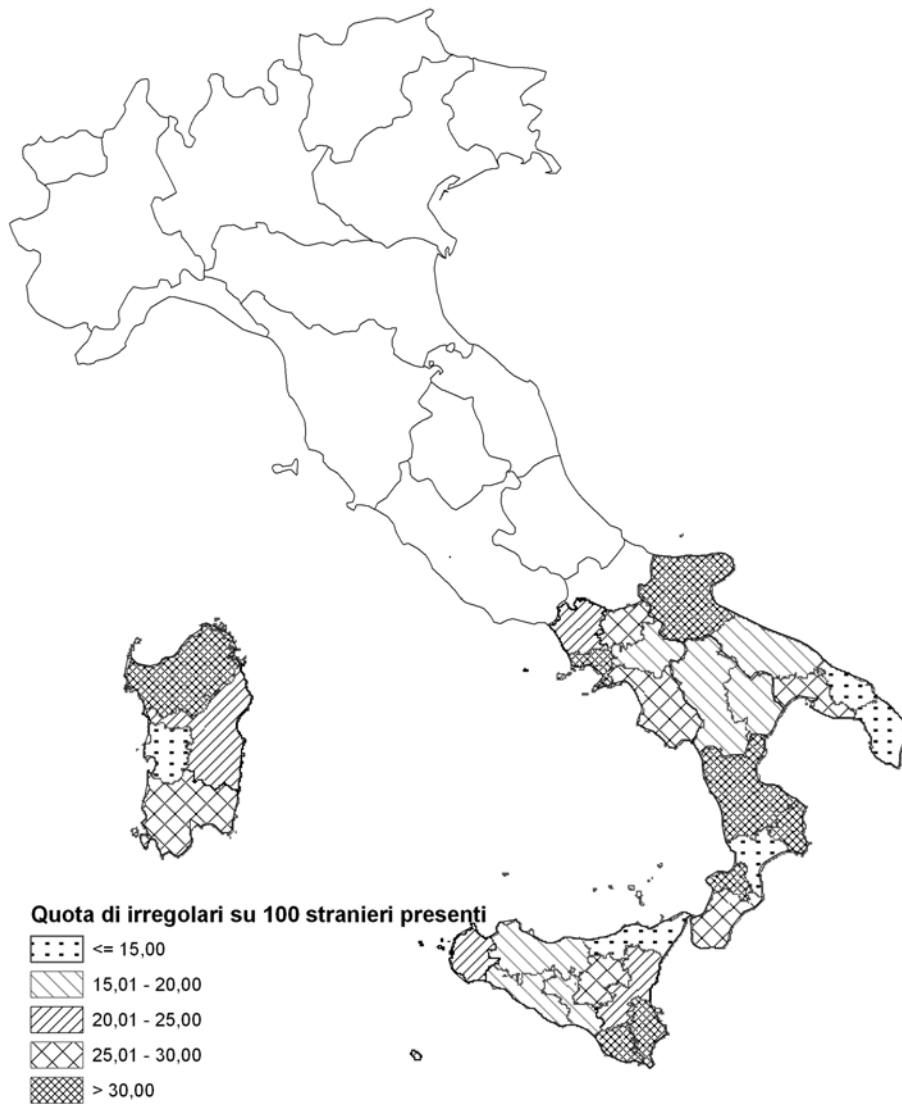 Quota di irregolari su 100 stranieri presenti
<= 15,00
15,01 - 20,00
20,01 - 25,00
25,01 - 30,00
> 30,00